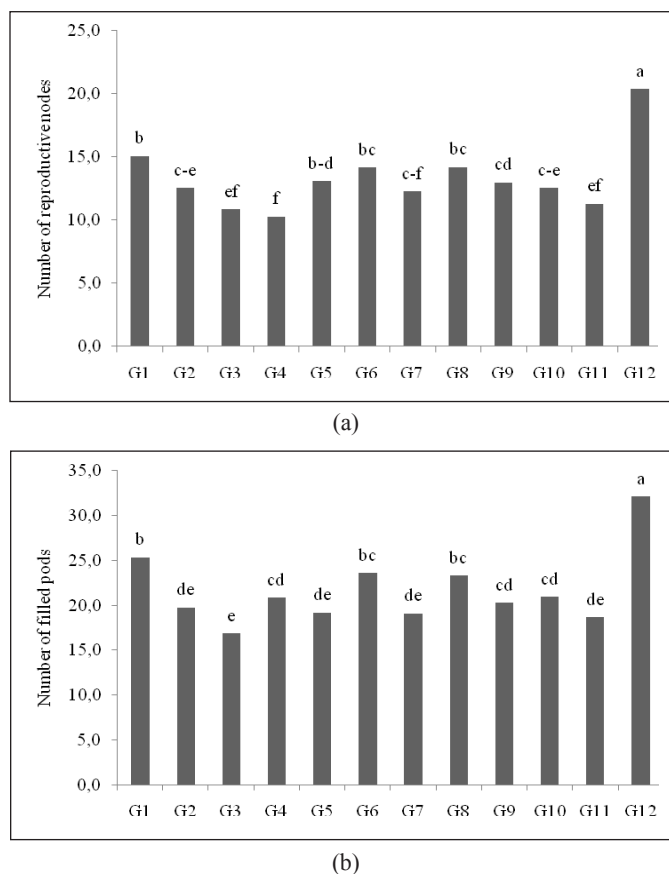 25,0
20,0
15,0
10,0
5,0
0,0
Number of reproductive nodes
b
c-e
ef
f
b-d
bc
c-f
bc
cd
c-e
ef
a
G1 G2 G3 G4 G5 G6 G7 G8 G9 G10 G11 G12
(a)
35,0
30,0
25,0
20,0
15,0
10,0
5,0
0,0
Number of filled pods
b
de
e
cd
de
bc
de
bc
cd
cd
de
a
G1 G2 G3 G4 G5 G6 G7 G8 G9 G10 G11 G12
(b)